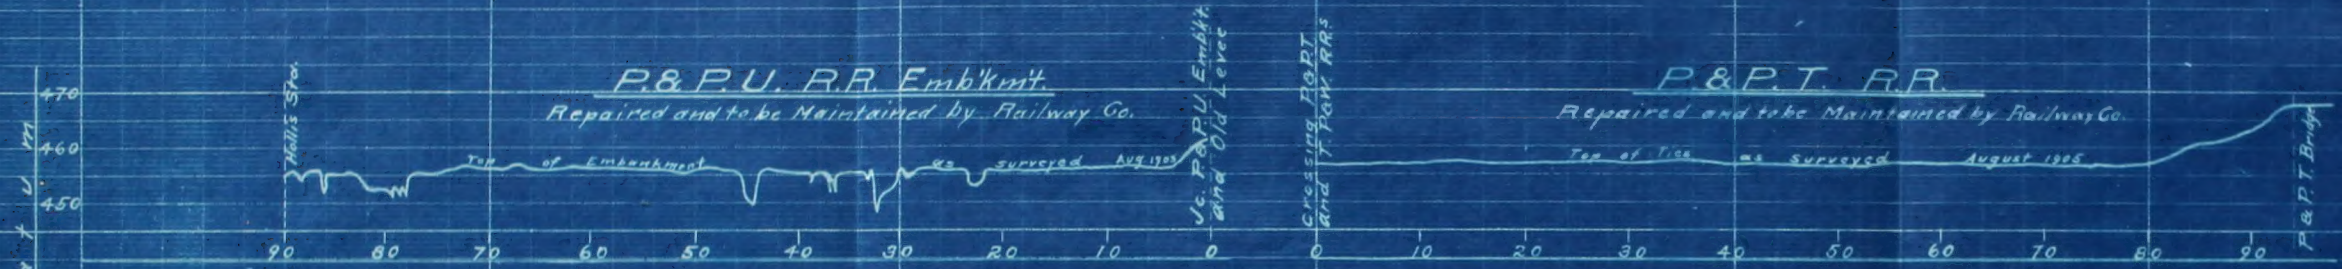 P. & P. U. R.R. Emb'km't.
Repaired and to be Maintained by Railway Co.
Hollis Sta.
470
460
450
Top of Embankment as surveyed Aug 1905
Jc. P.&P.U. Embk't.
and Old Levee
90 80 70 60 50 40 30 20 10 0
Crossing P.&P.T.
and T.P.&W. RRs
P. & P.T. R.R.
Repaired and to be Maintained by Railway Co.
Top of Ties as surveyed August 1905
P & P. T. Bridge
0 10 20 30 40 50 60 70 80 90